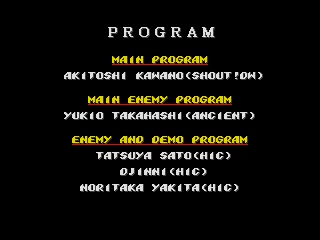 PROGRAM
MAIN PROGRAM
AKITOSHI KAWANO(SHOUT!DW)
MAIN ENEMY PROGRAM
YUKIO TAKAHASHI(ANCIENT)
ENEMY AND DEMO PROGRAM
TATSUYA SATO(HIC)
DJINNI(HIC)
NORITAKA YAKITA(HIC)